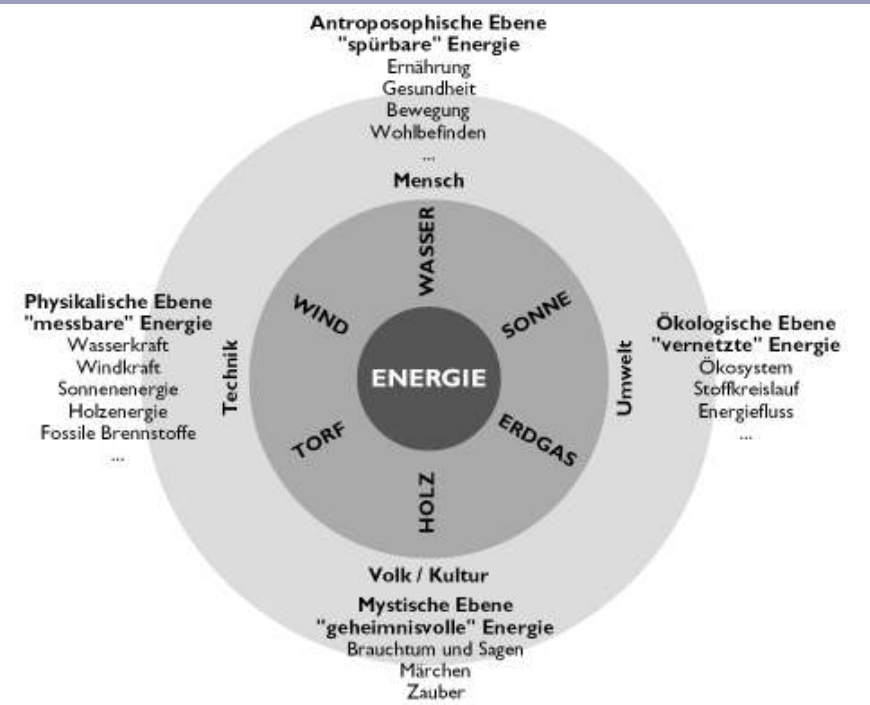 Antroposophische Ebene
"spürbare" Energie
Ernährung
Gesundheit
Bewegung
Wohlbefinden
...
Mensch
WASSER
WIND
SONNE
ENERGIE
TORF
ERDGAS
HOLZ
Physikalische Ebene
"messbare" Energie
Wasserkraft
Windkraft
Sonnenenergie
Holzenergie
Fossile Brennstoffe
...
Technik
Umwelt
Ökologische Ebene
"vernetzte" Energie
Ökosystem
Stoffkreislauf
Energiefluss
...
Volk / Kultur
Mystische Ebene
"geheimnisvolle" Energie
Brauchtum und Sagen
Märchen
Zauber